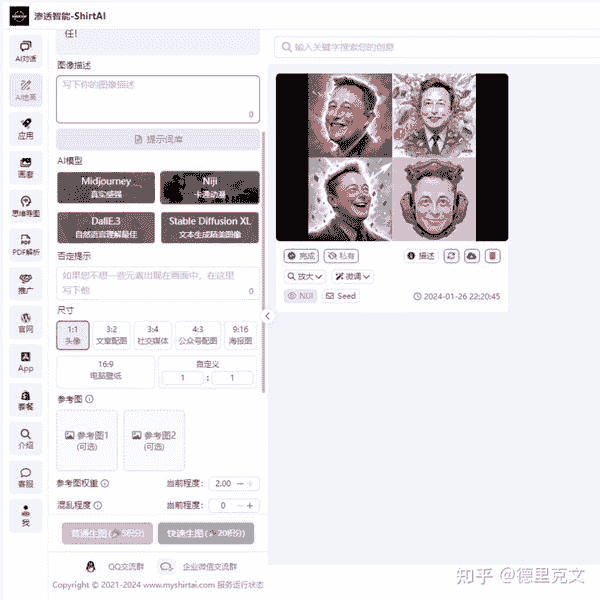 渗透智能-ShirtAI
AI对话
AI绘画
应用
画廊
思维导图
PDF解析
推广
官网
App
套餐
介绍
客服
我
任!
图像描述
写下你的图像描述
0
提示词库
AI模型
Midjourney
真实感强
Niji
卡通动漫
DallE.3
自然语言理解最佳
Stable Diffusion XL
文本生成精美图像
否定提示
如果您不想一些元素出现在画面中，在这里
写下他
0
尺寸
1:1
头像
3:2
文章配图
3:4
社交媒体
4:3
公众号配图
9:16
海报图
16:9
电脑壁纸
自定义
1 : 1
参考图
参考图1
(可选)
参考图2
(可选)
参考图权重 当前程度: 2.00 − +
混乱程度 当前程度: 0 − +
普通生图( 5积分)
快速生图( 20积分)
QQ交流群 企业微信交流群
Copyright © 2021-2024 www.myshirtai.com 服务运行状态
输入关键字搜索您的创意
完成 私有 描述
放大 微调
NIJI Seed 2024-01-26 22:20:45
知乎 @德里克文